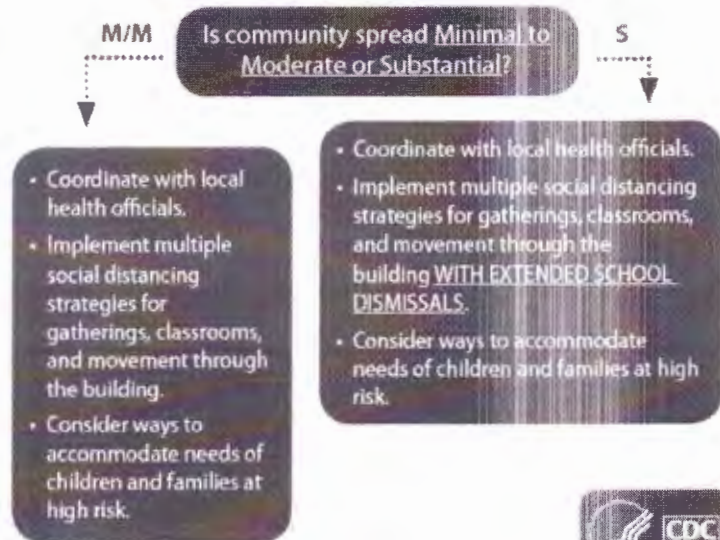 M/M
Is community spread Minimal to
Moderate or Substantial?
S
• Coordinate with local
health officials.
• Implement multiple
social distancing
strategies for
gatherings, classrooms,
and movement through
the building.
• Consider ways to
accommodate needs of
children and families at
high risk.
• Coordinate with local health officials.
• Implement multiple social distancing
strategies for gatherings, classrooms,
and movement through the
building WITH EXTENDED SCHOOL
DISMISSALS.
• Consider ways to accommodate
needs of children and families at high
risk.
CDC